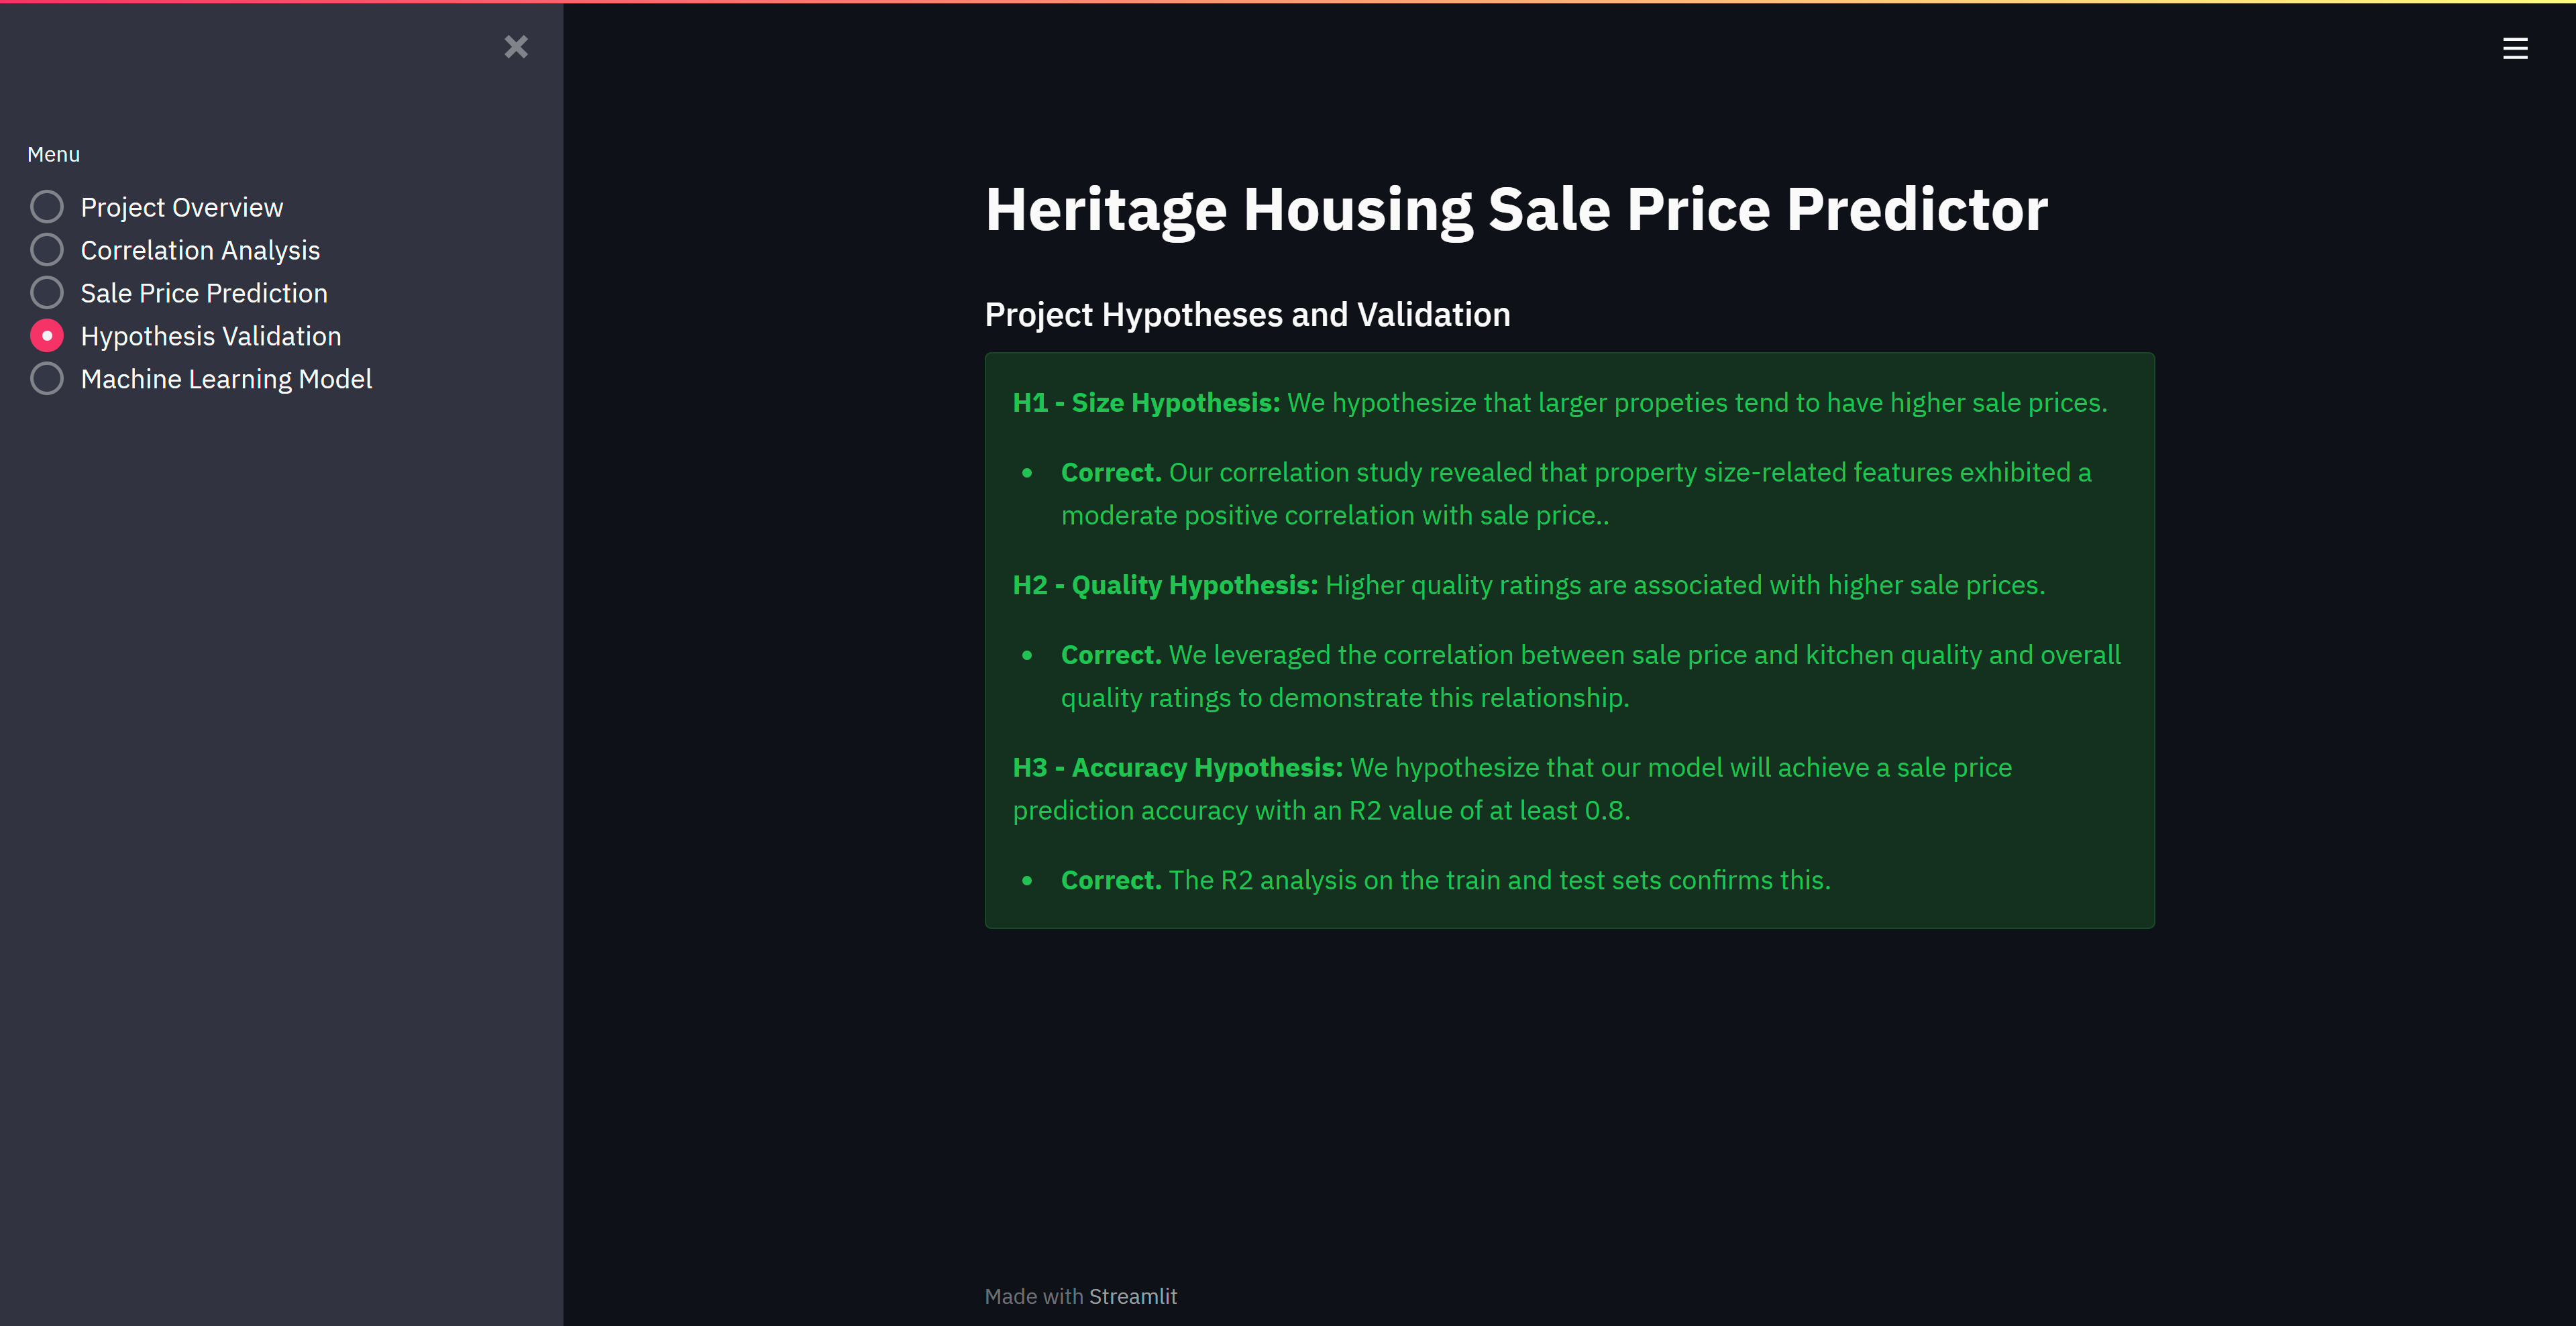 Menu
Project Overview
Correlation Analysis
Sale Price Prediction
Hypothesis Validation
Machine Learning Model
Heritage Housing Sale Price Predictor
Project Hypotheses and Validation
H1 - Size Hypothesis: We hypothesize that larger propeties tend to have higher sale prices.
• Correct. Our correlation study revealed that property size-related features exhibited a
moderate positive correlation with sale price..
H2 - Quality Hypothesis: Higher quality ratings are associated with higher sale prices.
• Correct. We leveraged the correlation between sale price and kitchen quality and overall
quality ratings to demonstrate this relationship.
H3 - Accuracy Hypothesis: We hypothesize that our model will achieve a sale price
prediction accuracy with an R2 value of at least 0.8.
• Correct. The R2 analysis on the train and test sets confirms this.
Made with Streamlit